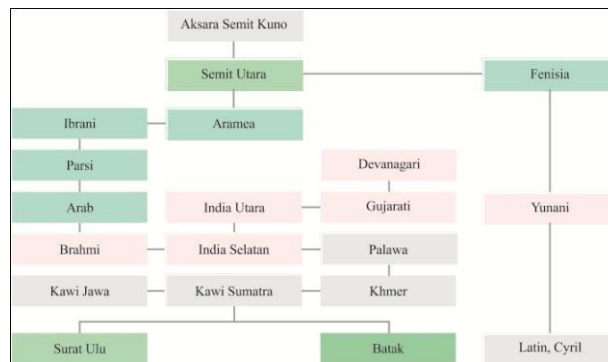 Aksara Semit Kuno
Semit Utara
Fenisia
Ibrani
Aramea
Parsi
Devanagari
Arab
India Utara
Gujarati
Yunani
Brahmi
India Selatan
Palawa
Kawi Jawa
Kawi Sumatra
Khmer
Surat Ulu
Batak
Latin, Cyril